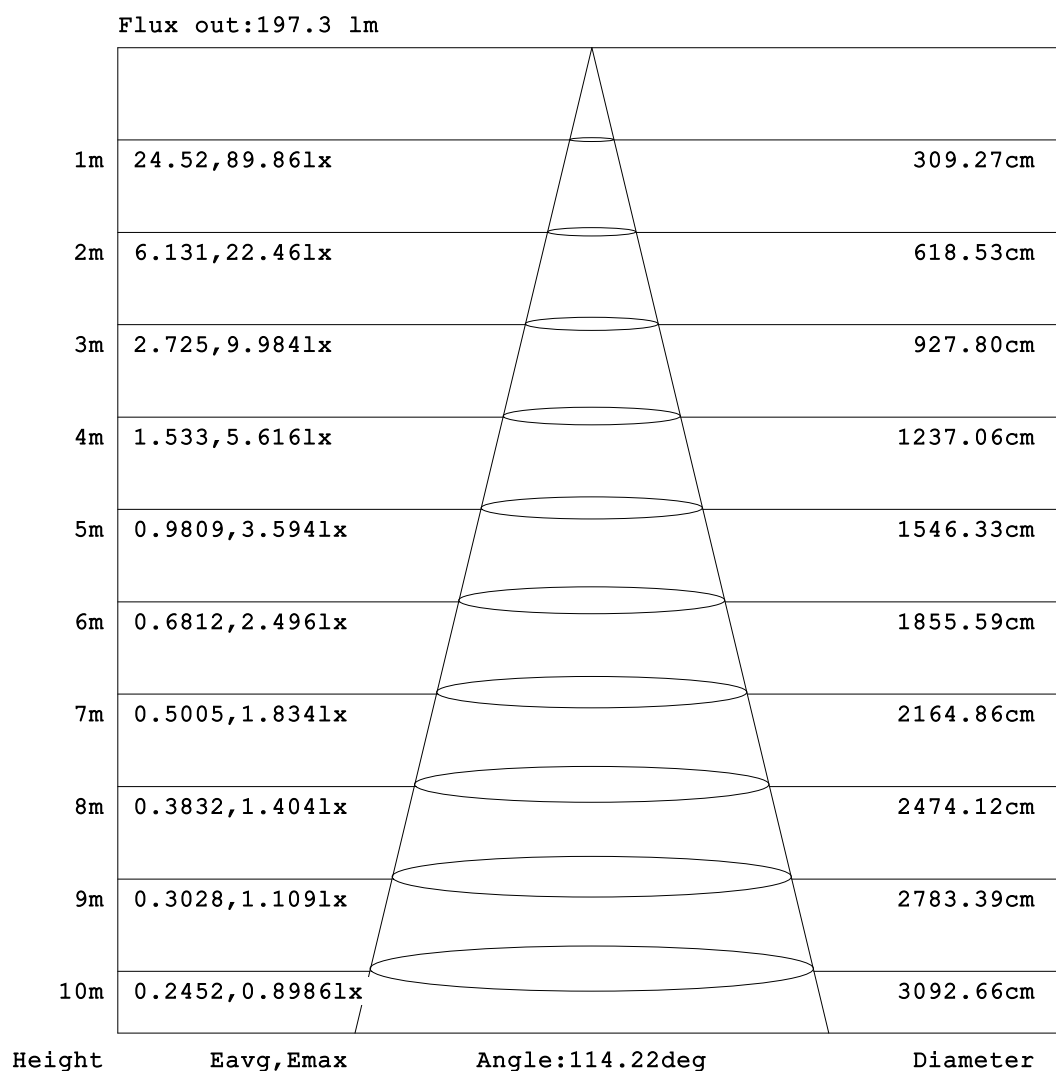 Flux out:197.3 lm
1m 24.52,89.86lx 309.27cm
2m 6.131,22.46lx 618.53cm
3m 2.725,9.984lx 927.80cm
4m 1.533,5.616lx 1237.06cm
5m 0.9809,3.594lx 1546.33cm
6m 0.6812,2.496lx 1855.59cm
7m 0.5005,1.834lx 2164.86cm
8m 0.3832,1.404lx 2474.12cm
9m 0.3028,1.109lx 2783.39cm
10m 0.2452,0.8986lx 3092.66cm
Height Eavg,Emax Angle:114.22deg Diameter